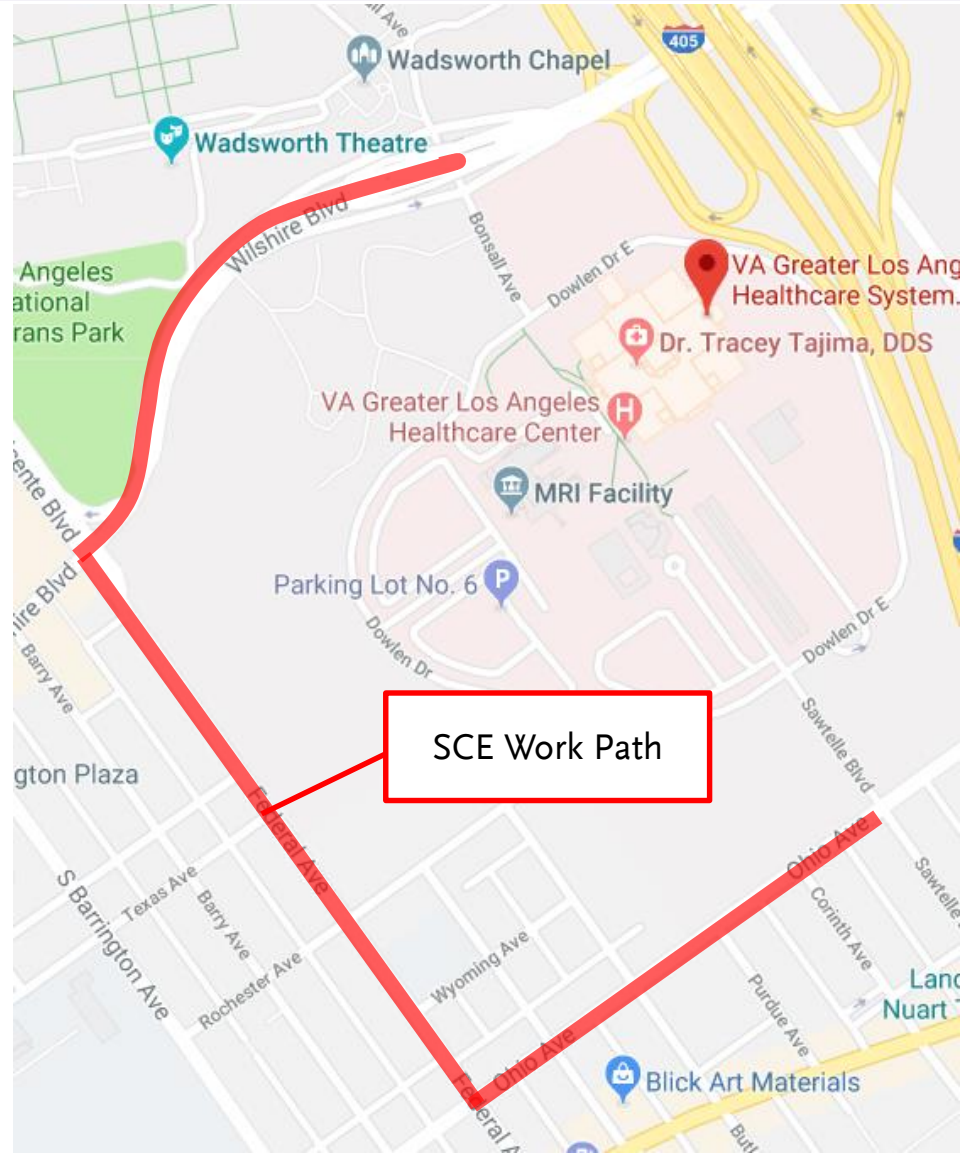 Ave
405
Wadsworth Chapel
Wadsworth Theatre
Wilshire Blvd
Bonsall Ave
Dowlen Dr E
Angeles
ational
rans Park
VA Greater Los Ang
Healthcare System.
Dr. Tracey Tajima, DDS
VA Greater Los Angeles
Healthcare Center
H
MRI Facility
ente Blvd
Parking Lot No. 6
P
ire Blvd
Barry Ave
Dowlen Dr
Dowlen Dr E
SCE Work Path
Sawtelle Blvd
gton Plaza
Federal Ave
Ohio Ave
S Barrington Ave
Texas Ave
Barry Ave
Rochester Ave
Wyoming Ave
Corinth Ave
Sawtelle
Purdue Ave
Land
Nuart T
Ohio Ave
Blick Art Materials
Federal A
But